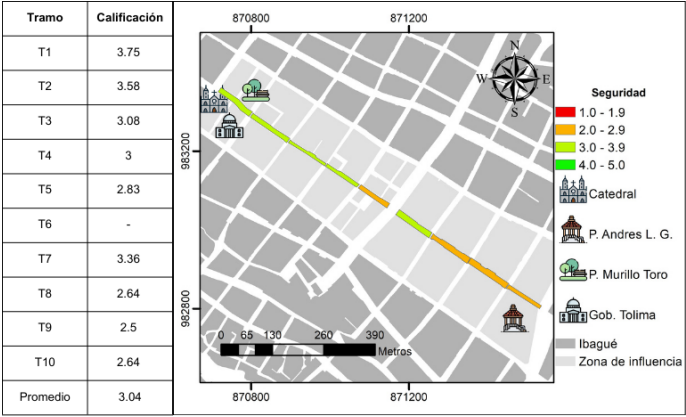 Tramo Calificación
T1 3.75
T2 3.58
T3 3.08
T4 3
T5 2.83
T6 -
T7 3.36
T8 2.64
T9 2.5
T10 2.64
Promedio 3.04
870800 871200
983200
982800
N
W E
S
0 65 130 260 390
Metros
870800 871200
Seguridad
1.0 - 1.9
2.0 - 2.9
3.0 - 3.9
4.0 - 5.0
Catedral
P. Andres L. G.
P. Murillo Toro
Gob. Tolima
Ibagué
Zona de influencia